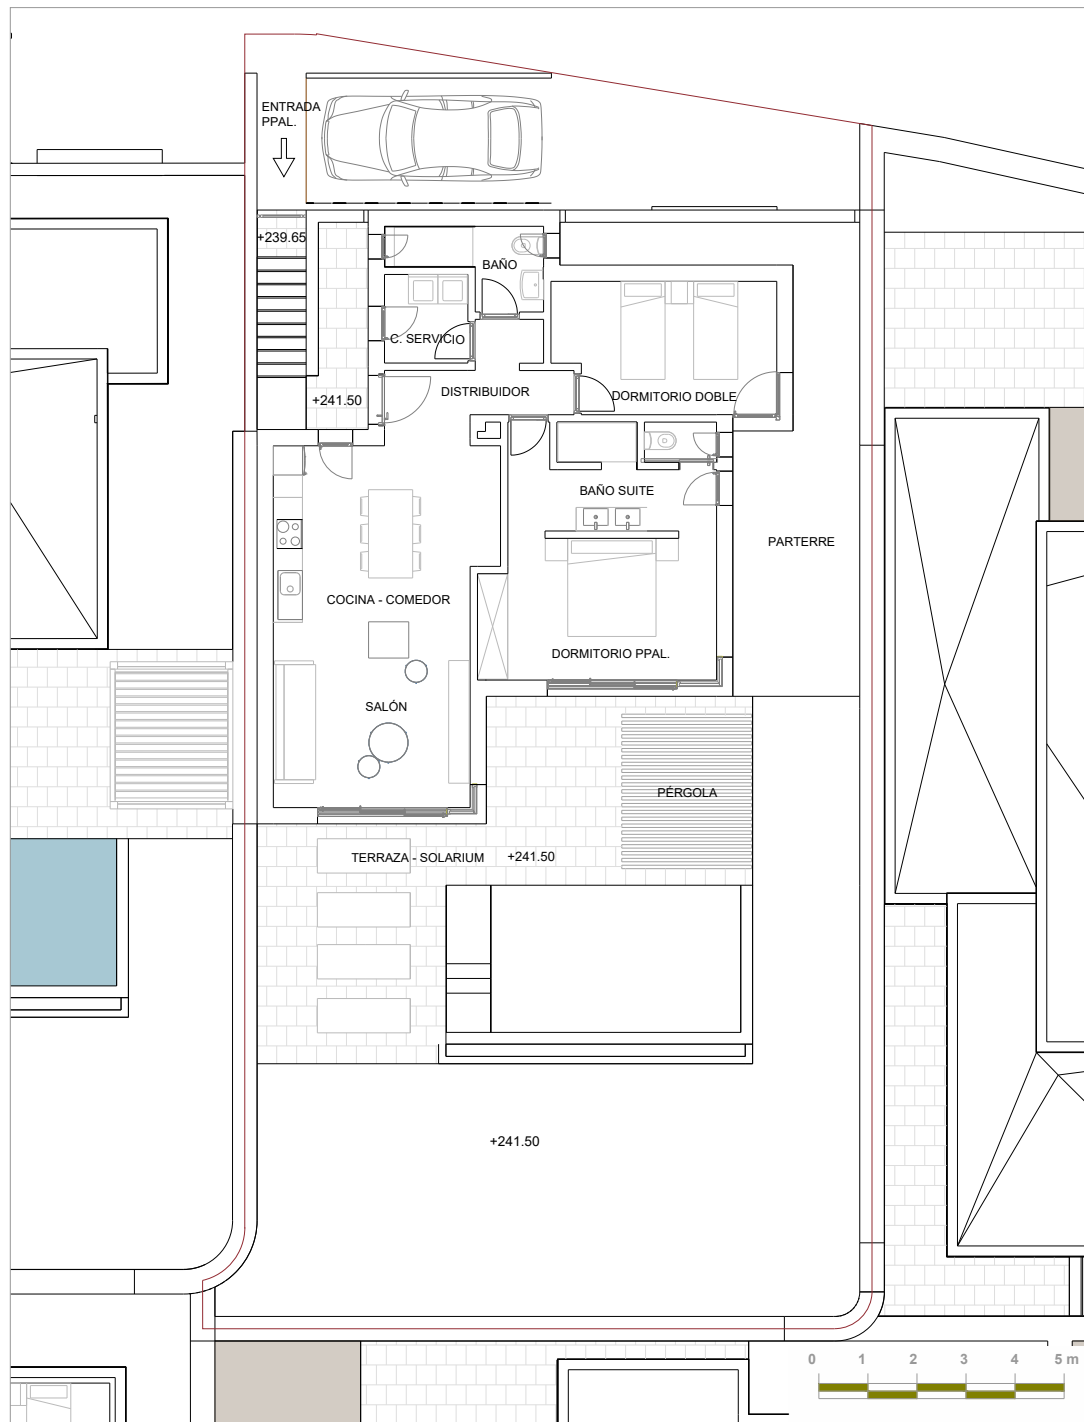 ENTRADA
PPAL.
+239.65
BAÑO
C. SERVICIO
DISTRIBUIDOR
+241.50
DORMITORIO DOBLE
BAÑO SUITE
PARTERRE
COCINA - COMEDOR
DORMITORIO PPAL.
SALÓN
PÉRGOLA
TERRAZA - SOLARIUM +241.50
+241.50
0 1 2 3 4 5 m